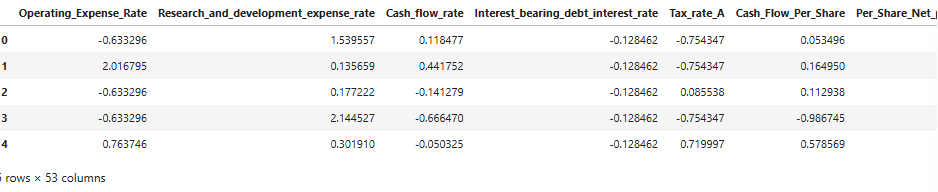 Operating_Expense_Rate Research_and_development_expense_rate Cash_flow_rate Interest_bearing_debt_interest_rate Tax_rate_A Cash_Flow_Per_Share Per_Share_Net_
0 -0.633296 1.539557 0.118477 -0.128462 -0.754347 0.053496
1 2.016795 0.135659 0.441752 -0.128462 -0.754347 0.164950
2 -0.633296 0.177222 -0.141279 -0.128462 0.085538 0.112938
3 -0.633296 2.144527 -0.666470 -0.128462 -0.754347 -0.986745
4 0.763746 0.301910 -0.050325 -0.128462 0.719997 0.578569
rows × 53 columns